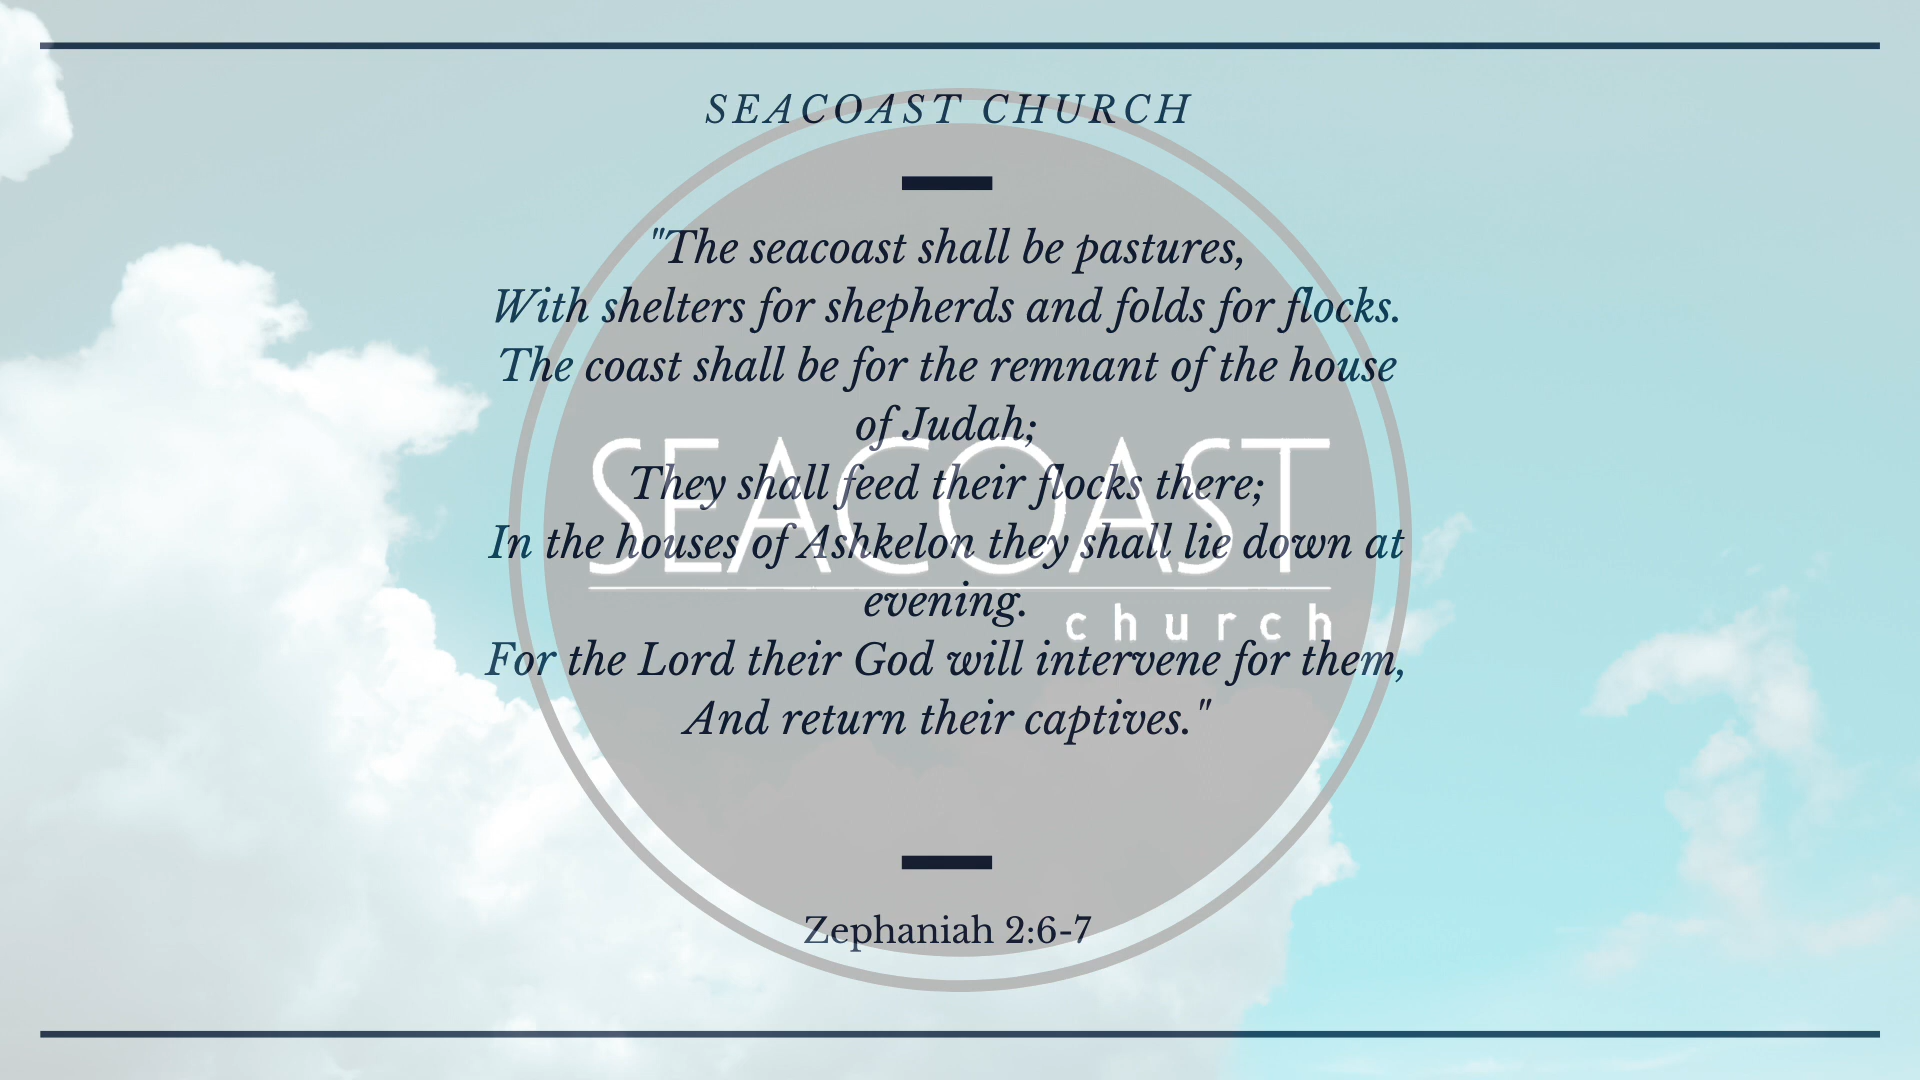 SEACOAST CHURCH
"The seacoast shall be pastures,
With shelters for shepherds and folds for flocks.
The coast shall be for the remnant of the house
of Judah;
They shall feed their flocks there;
In the houses of Ashkelon they shall lie down at
evening.
For the Lord their God will intervene for them,
And return their captives."
SEACOAST
church
Zephaniah 2:6-7